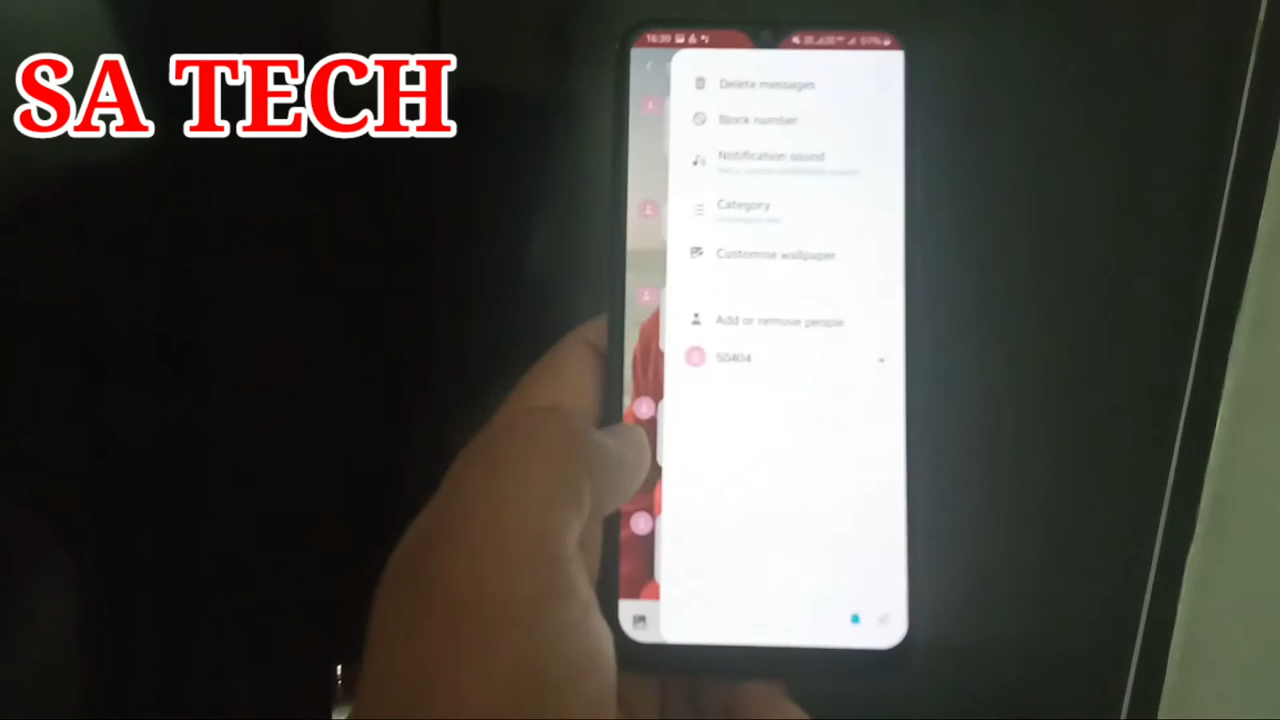 SA TECH
Delete messages
Block number
Notification sound
Category
Customise wallpaper
Add or remove people
50404